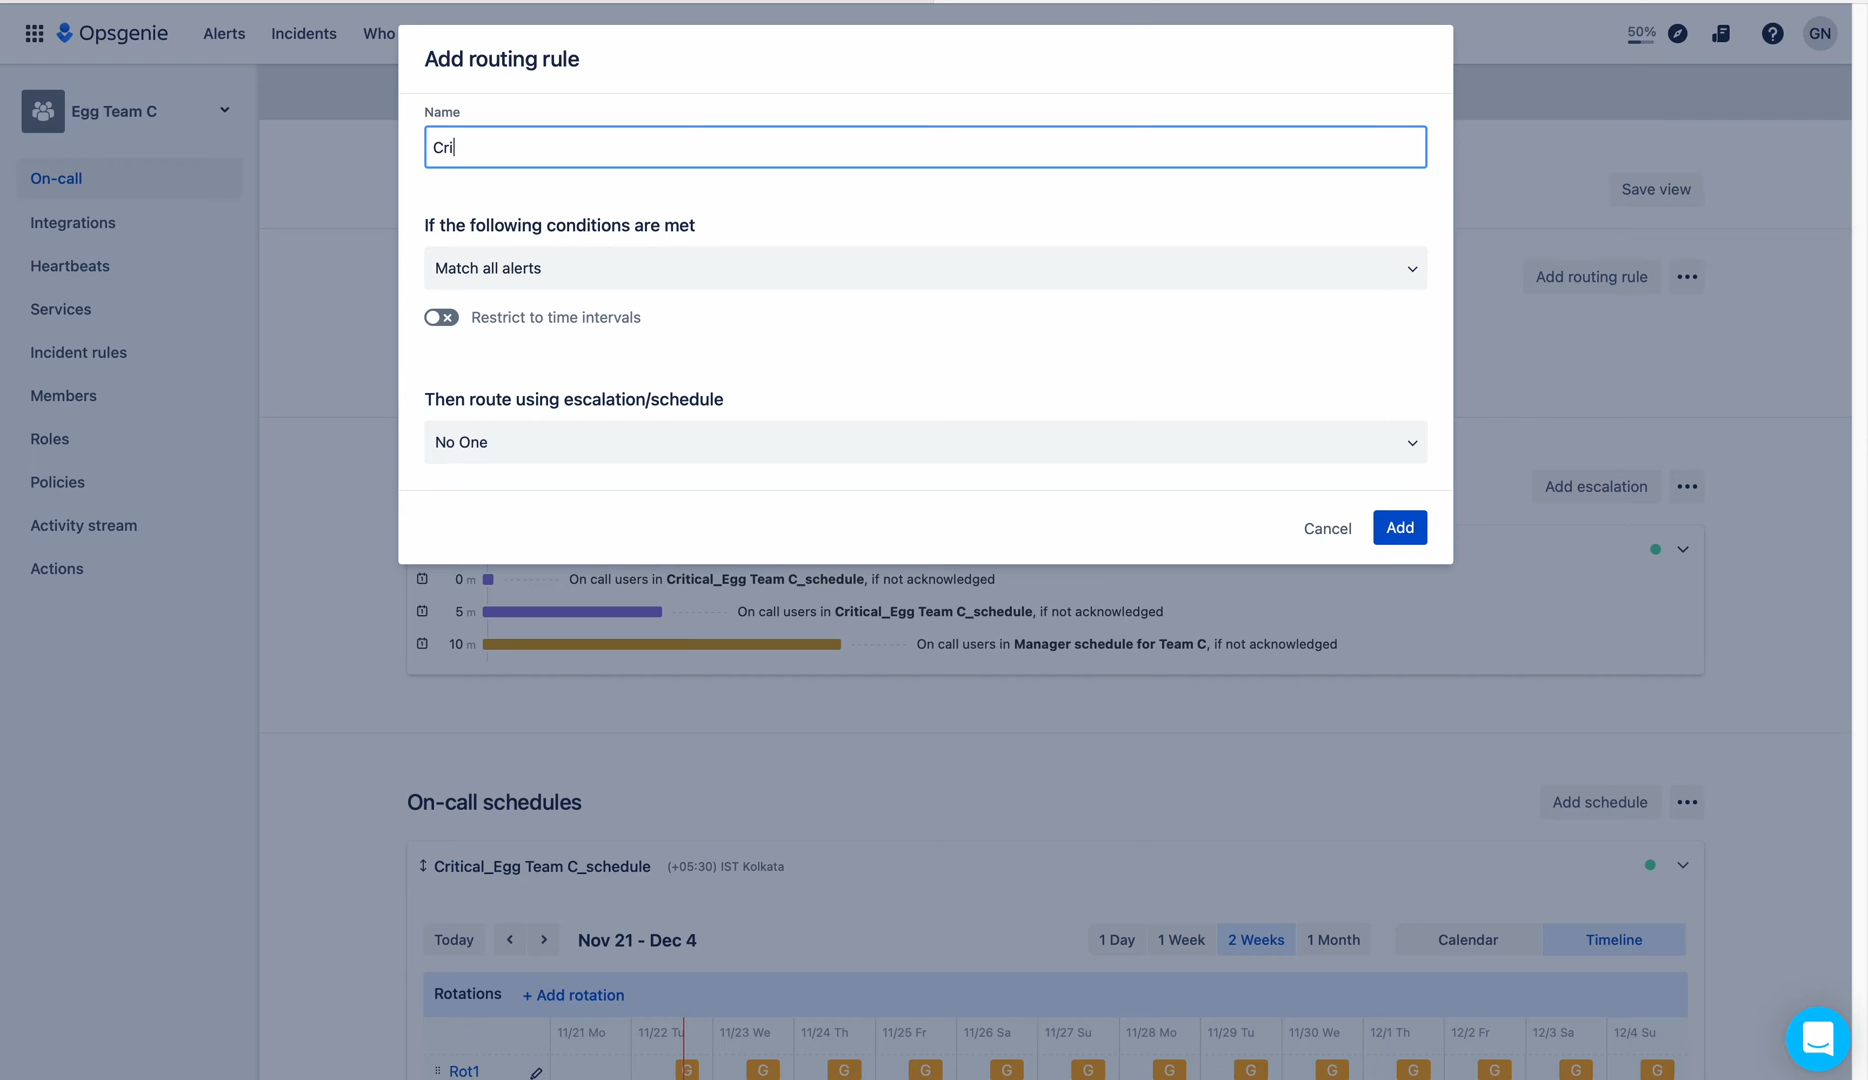 Opsgenie
Alerts
Incidents
Who
50%
GN
Egg Team C
On-call
Integrations
Heartbeats
Services
Incident rules
Members
Roles
Policies
Activity stream
Actions
Add routing rule
Name
Cri
If the following conditions are met
Match all alerts
Restrict to time intervals
Then route using escalation/schedule
No One
Cancel
Add
Save view
Add routing rule
Add escalation
0 m On call users in Critical_Egg Team C_schedule, if not acknowledged
5 m On call users in Critical_Egg Team C_schedule, if not acknowledged
10 m On call users in Manager schedule for Team C, if not acknowledged
On-call schedules
Add schedule
Critical_Egg Team C_schedule (+05:30) IST Kolkata
Today
Nov 21 - Dec 4
1 Day 1 Week 2 Weeks 1 Month
Calendar Timeline
Rotations + Add rotation
11/21 Mo 11/22 Tu 11/23 We 11/24 Th 11/25 Fr 11/26 Sa 11/27 Su 11/28 Mo 11/29 Tu 11/30 We 12/1 Th 12/2 Fr 12/3 Sa 12/4 Su
Rot1 G G G G G G G G G G G G G